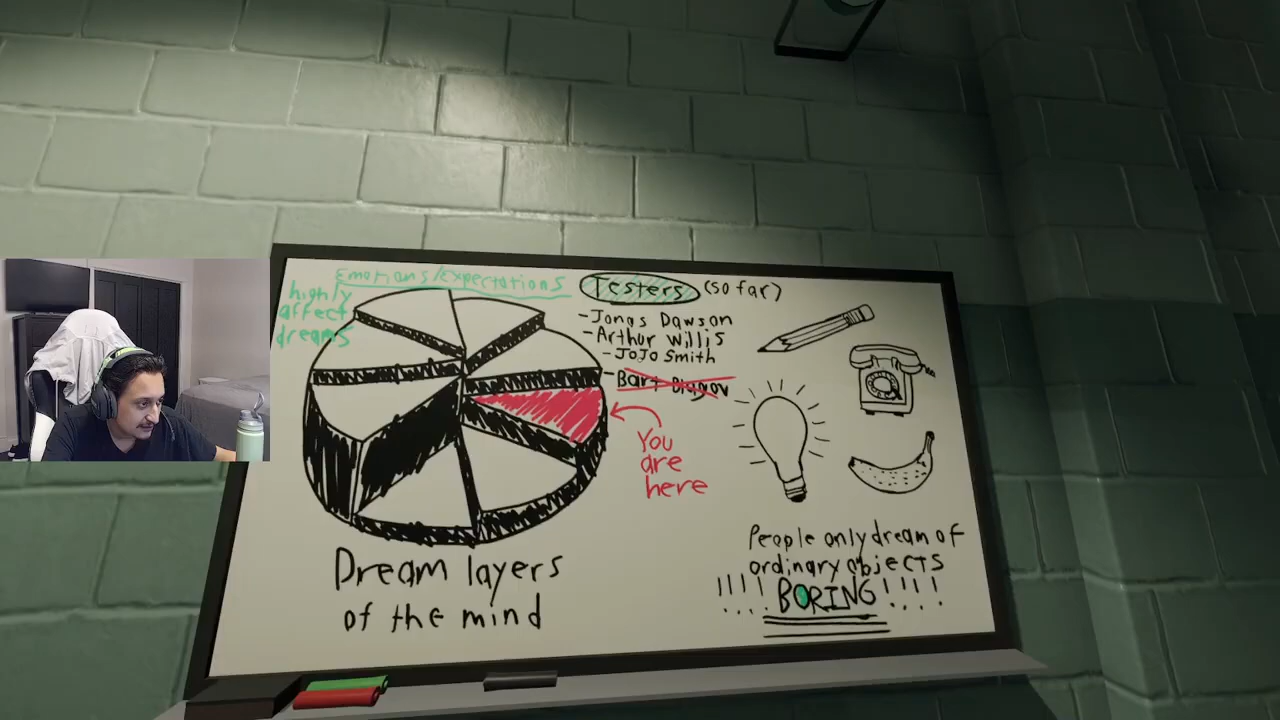 Emotions/expectations
highly
affect
dreams
Testers (so far)
-Jonas Dawson
-Arthur Willis
-JoJo Smith
You
are
here
Dream layers
of the mind
People only dream of
ordinary objects
!!!! BORING !!!!